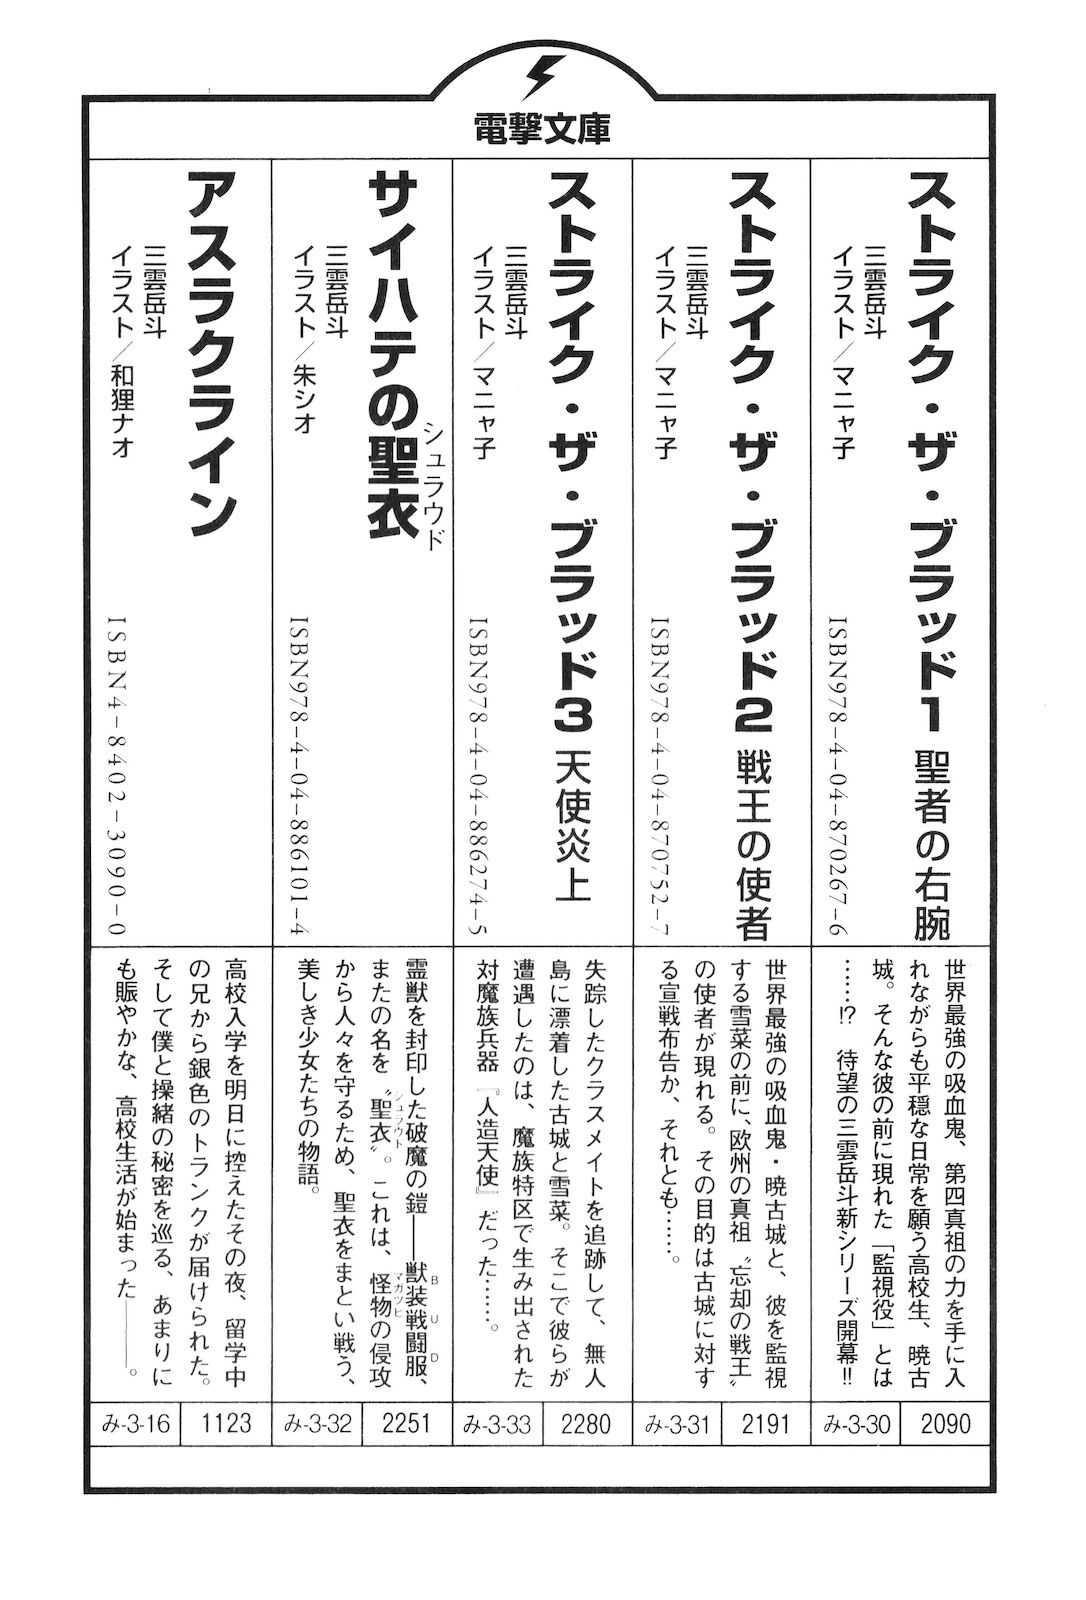 電撃文庫
ストライク・ザ・ブラッド1 聖者の右腕
三雲岳斗
イラスト/マニャ子
ISBN978-4-04-870267-6
世界最強の吸血鬼、第四真祖の力を手に入
れながらも平穏な日常を願う高校生、暁古
城。そんな彼の前に現れた「監視役」とは
……!? 待望の三雲岳斗新シリーズ開幕!!
み-3-30
2090
ストライク・ザ・ブラッド2 戦王の使者
三雲岳斗
イラスト/マニャ子
ISBN978-4-04-870752-7
世界最強の吸血鬼・暁古城と、彼を監視
する雪菜の前に、欧州の真祖〝忘却の戦王〟
の使者が現れる。その目的は古城に対す
る宣戦布告か、それとも……。
み-3-31
2191
ストライク・ザ・ブラッド3 天使炎上
三雲岳斗
イラスト/マニャ子
ISBN978-4-04-886274-5
失踪したクラスメイトを追跡して、無人
島に漂着した古城と雪菜。そこで彼らが
遭遇したのは、魔族特区で生み出された
対魔族兵器『人造天使』だった……。
み-3-33
2280
サイハテの聖衣
シュラウド
三雲岳斗
イラスト/朱シオ
ISBN978-4-04-886101-4
霊獣を封印した破魔の鎧――獣装戦闘服、
BUD
またの名を〝聖衣〟。これは、怪物の侵攻
シュラウド
マガツヒ
から人々を守るため、聖衣をまとい戦う、
美しき少女たちの物語。
み-3-32
2251
アスラクライン
三雲岳斗
イラスト/和狸ナオ
ISBN4-8402-3090-0
高校入学を明日に控えたその夜、留学中
の兄から銀色のトランクが届けられた。
そして僕と操緒の秘密を巡る、あまりに
も賑やかな、高校生活が始まった――。
み-3-16
1123